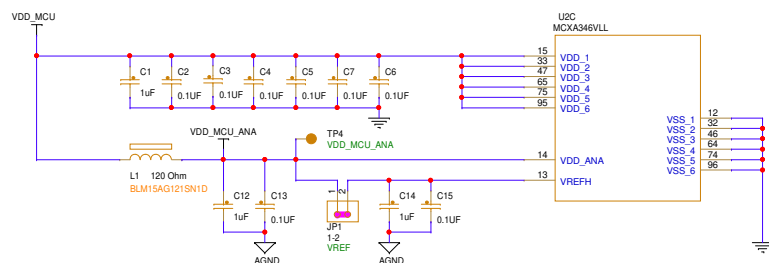 VDD_MCU
U2C
MCXA346VLL
15
VDD_1
33
VDD_2
47
VDD_3
65
VDD_4
75
VDD_5
95
VDD_6
C1
1uF
C2
0.1UF
C3
0.1UF
C4
0.1UF
C5
0.1UF
C7
0.1UF
C6
0.1UF
12
VSS_1
32
VSS_2
46
VSS_3
64
VSS_4
74
VSS_5
96
VSS_6
VDD_MCU_ANA
TP4
VDD_MCU_ANA
L1 120 Ohm
BLM15AG121SN1D
14
VDD_ANA
13
VREFH
C12
1uF
C13
0.1UF
1
2
JP1
1-2
VREF
C14
1uF
C15
0.1UF
AGND
AGND